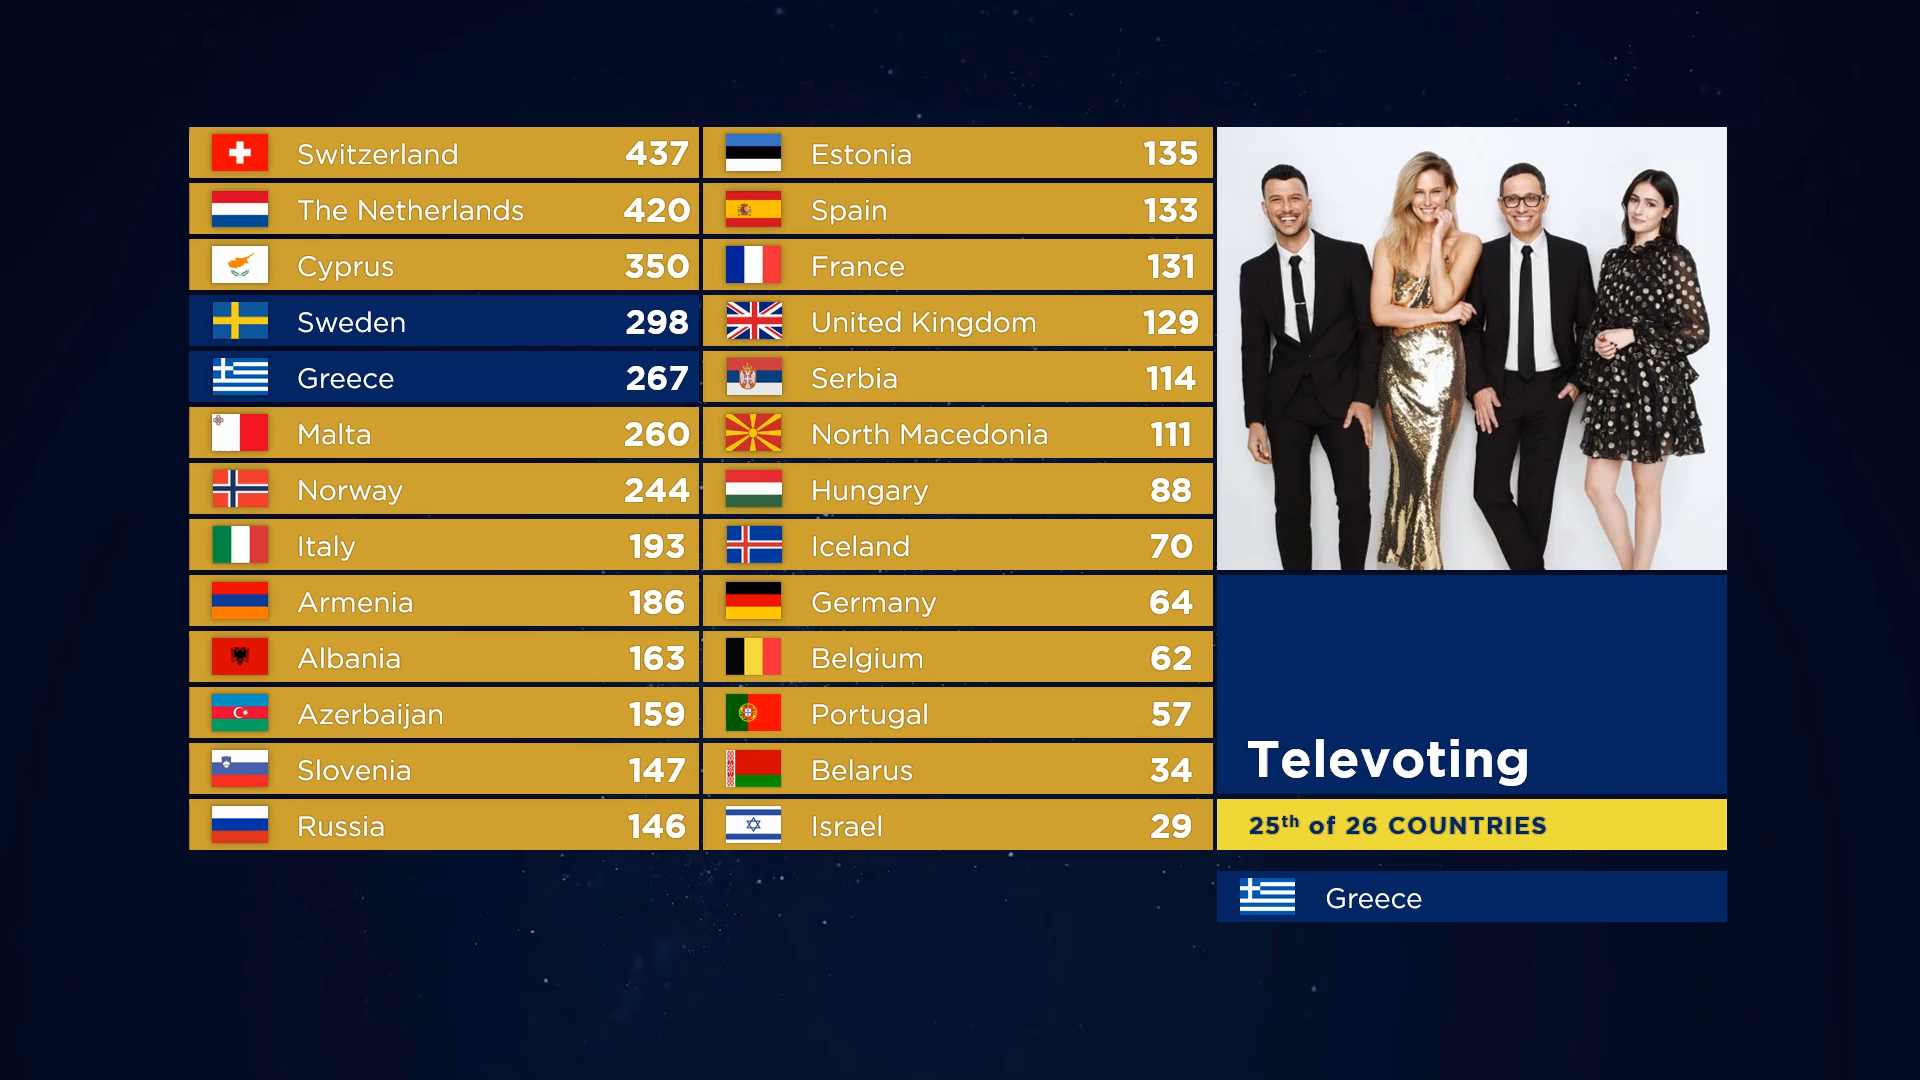 Switzerland 437
The Netherlands 420
Cyprus 350
Sweden 298
Greece 267
Malta 260
Norway 244
Italy 193
Armenia 186
Albania 163
Azerbaijan 159
Slovenia 147
Russia 146
Estonia 135
Spain 133
France 131
United Kingdom 129
Serbia 114
North Macedonia 111
Hungary 88
Iceland 70
Germany 64
Belgium 62
Portugal 57
Belarus 34
Israel 29
Televoting
25th of 26 COUNTRIES
Greece